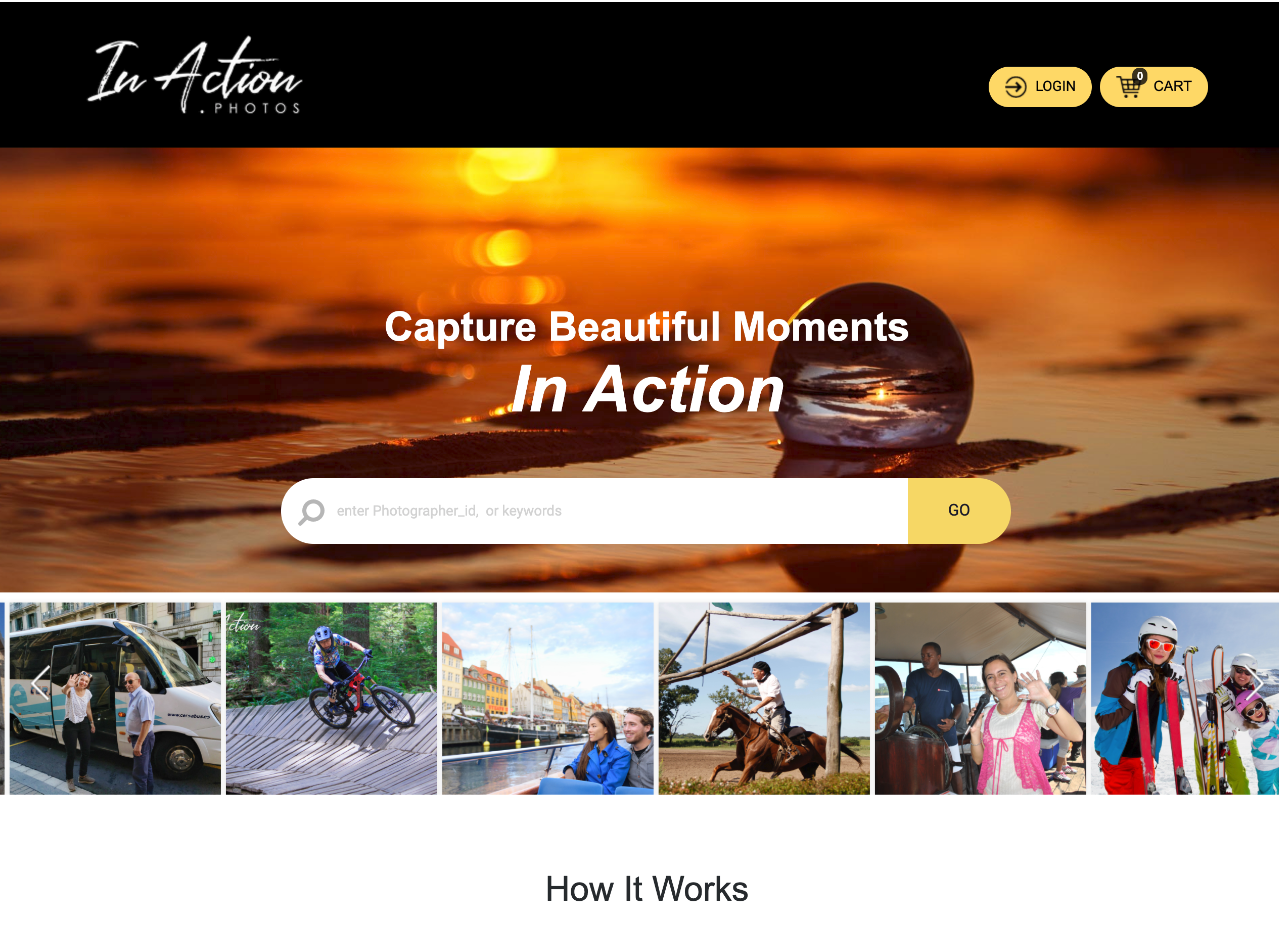 In Action
.PHOTOS
LOGIN
0
CART
Capture Beautiful Moments
In Action
enter Photographer_id,  or keywords
GO
ction
How It Works